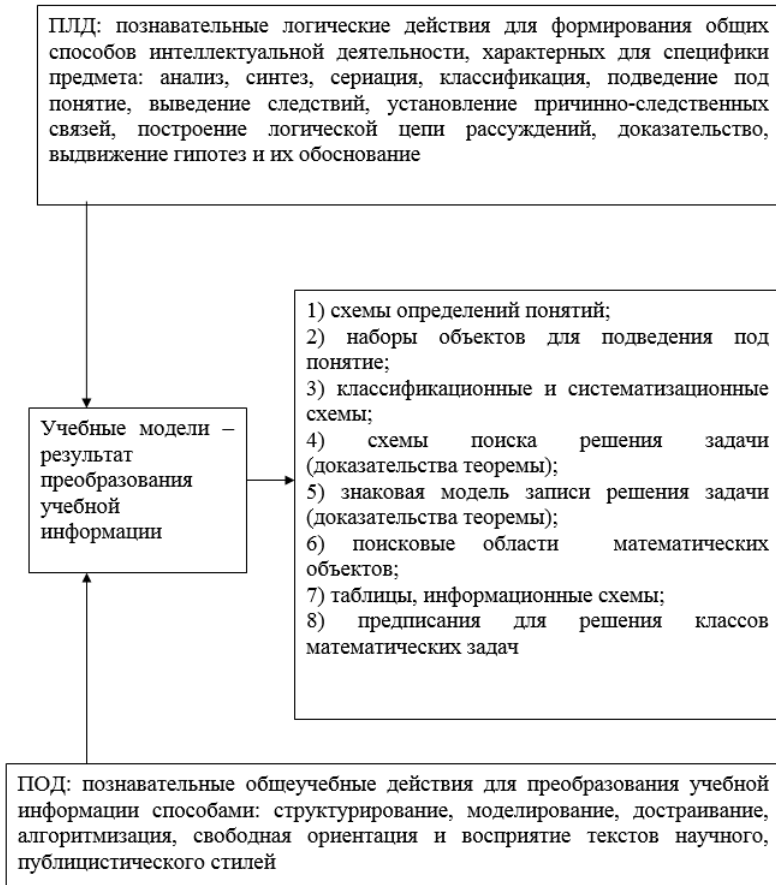 ПЛД: познавательные логические действия для формирования общих
способов интеллектуальной деятельности, характерных для специфики
предмета: анализ, синтез, сериация, классификация, подведение под
понятие, выведение следствий, установление причинно-следственных
связей, построение логической цепи рассуждений, доказательство,
выдвижение гипотез и их обоснование
Учебные модели –
результат
преобразования
учебной
информации
1) схемы определений понятий;
2) наборы объектов для подведения под
понятие;
3) классификационные и систематизационные
схемы;
4) схемы поиска решения задачи
(доказательства теоремы);
5) знаковая модель записи решения задачи
(доказательства теоремы);
6) поисковые области математических
объектов;
7) таблицы, информационные схемы;
8) предписания для решения классов
математических задач
ПОД: познавательные общеучебные действия для преобразования учебной
информации способами: структурирование, моделирование, достраивание,
алгоритмизация, свободная ориентация и восприятие текстов научного,
публицистического стилей